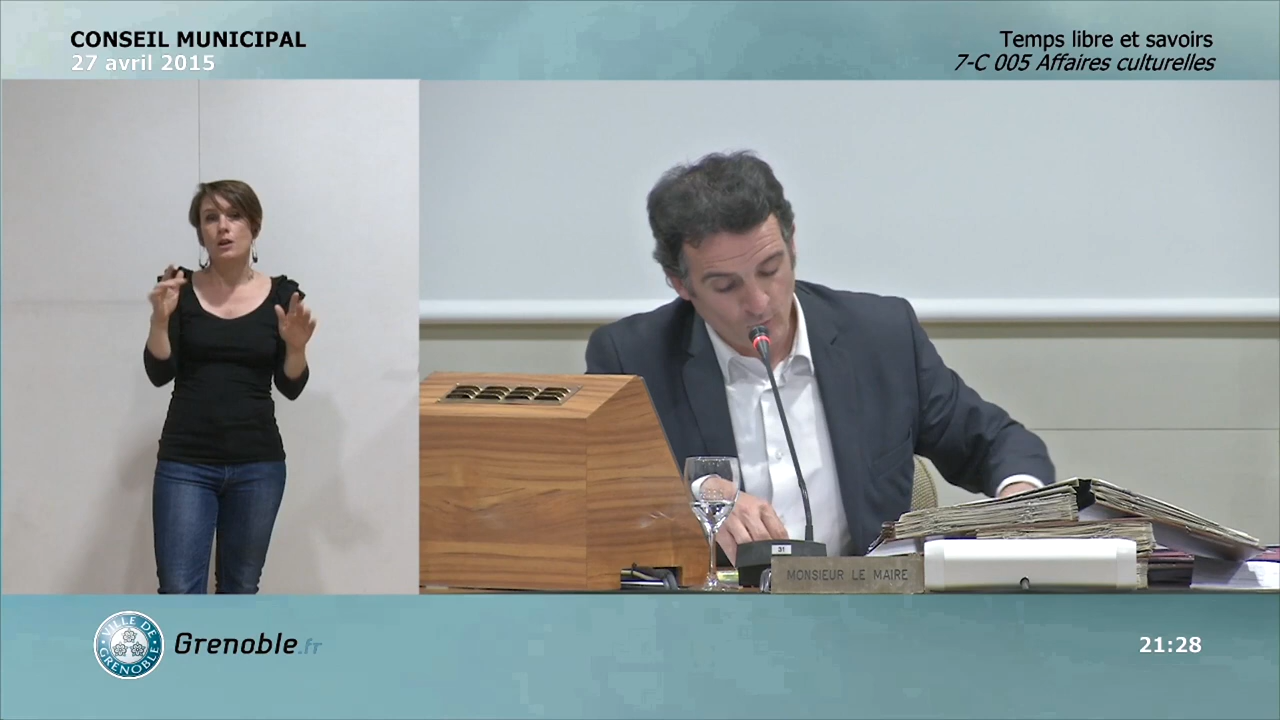 CONSEIL MUNICIPAL
27 avril 2015
Temps libre et savoirs
7-C 005 Affaires culturelles
31
MONSIEUR LE MAIRE
VILLE DE
GRENOBLE
Grenoble.fr
21:28